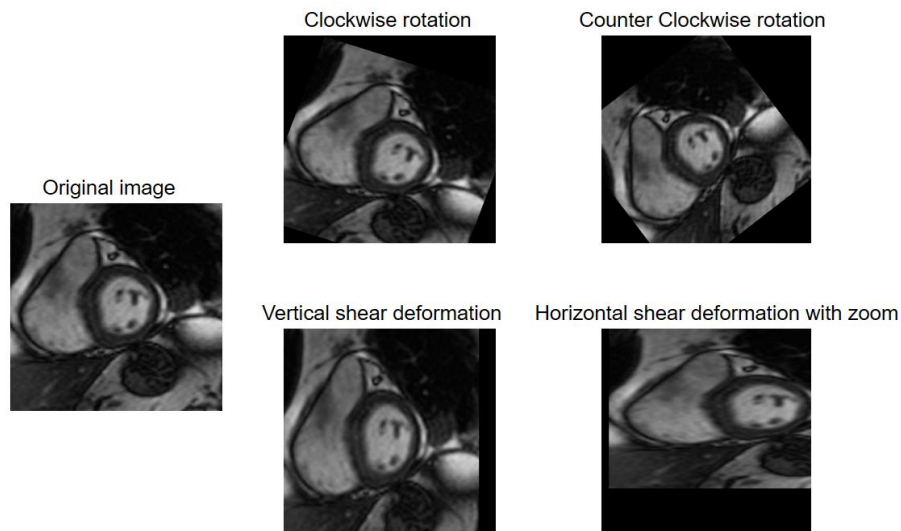 Clockwise rotation
Counter Clockwise rotation
Original image
Vertical shear deformation
Horizontal shear deformation with zoom